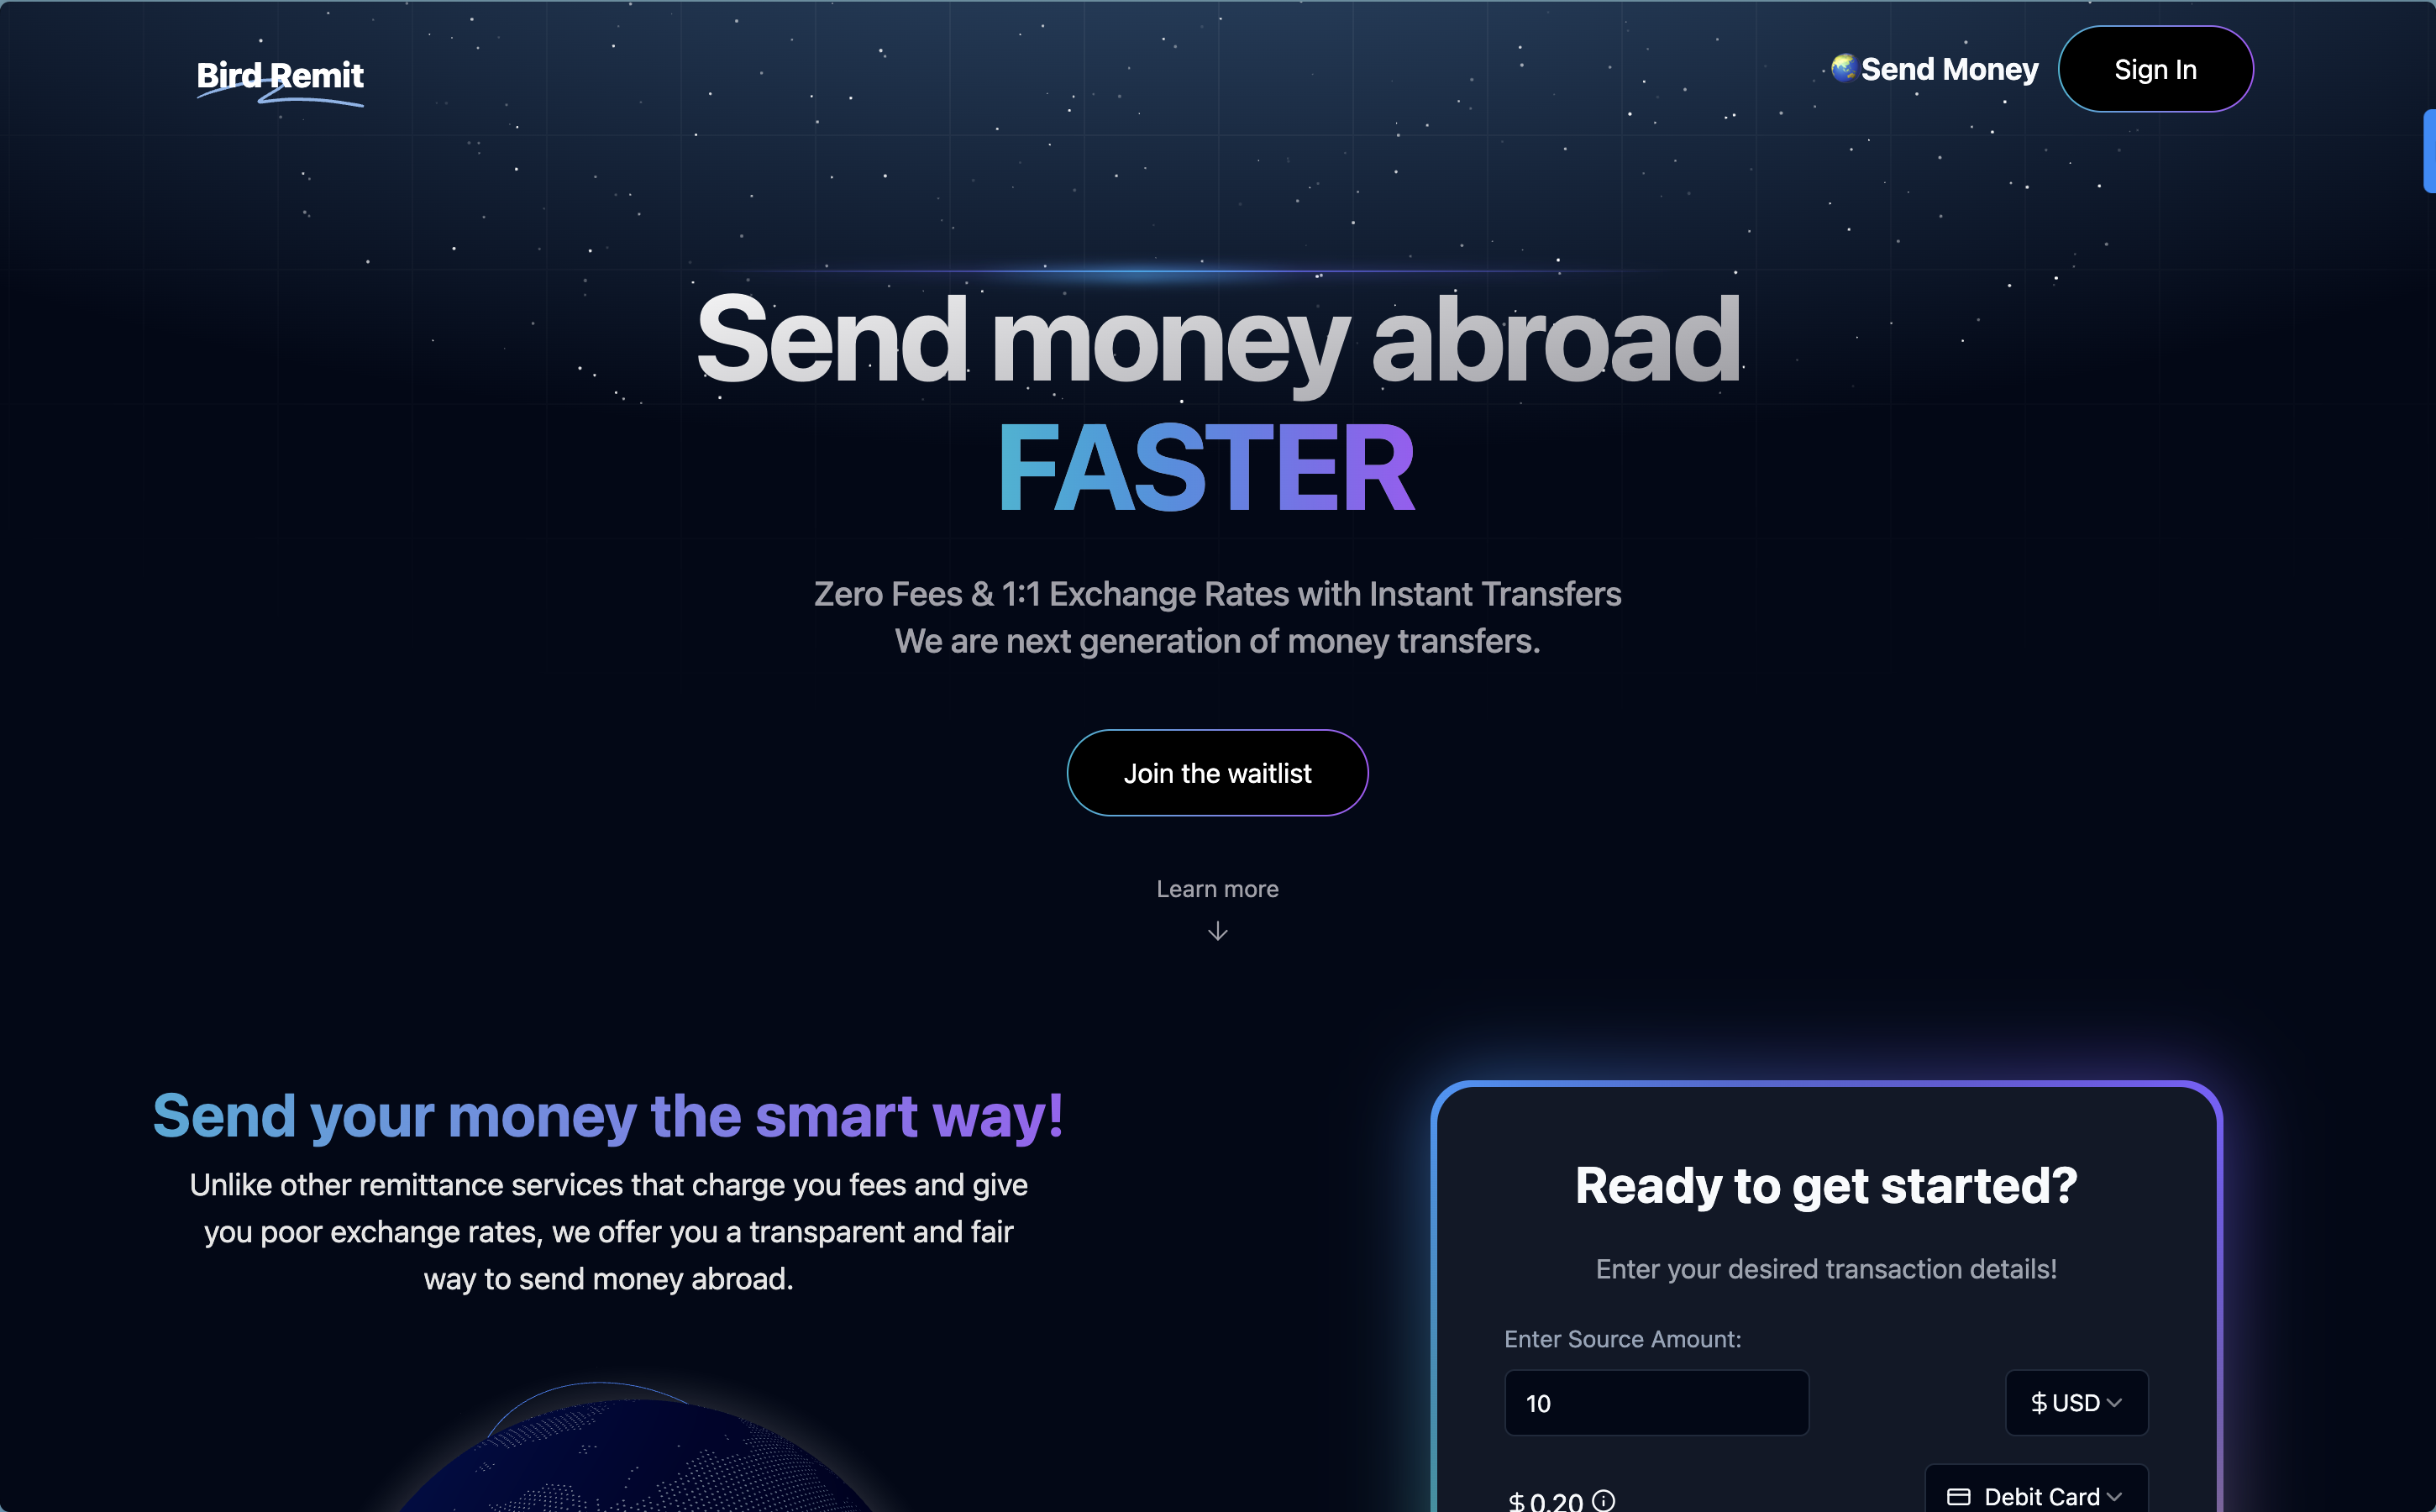 Bird Remit
Send Money
Sign In
Send money abroad
FASTER
Zero Fees & 1:1 Exchange Rates with Instant Transfers
We are next generation of money transfers.
Join the waitlist
Learn more
Send your money the smart way!
Unlike other remittance services that charge you fees and give
you poor exchange rates, we offer you a transparent and fair
way to send money abroad.
Ready to get started?
Enter your desired transaction details!
Enter Source Amount:
10
$ USD
$ 0.20
Debit Card